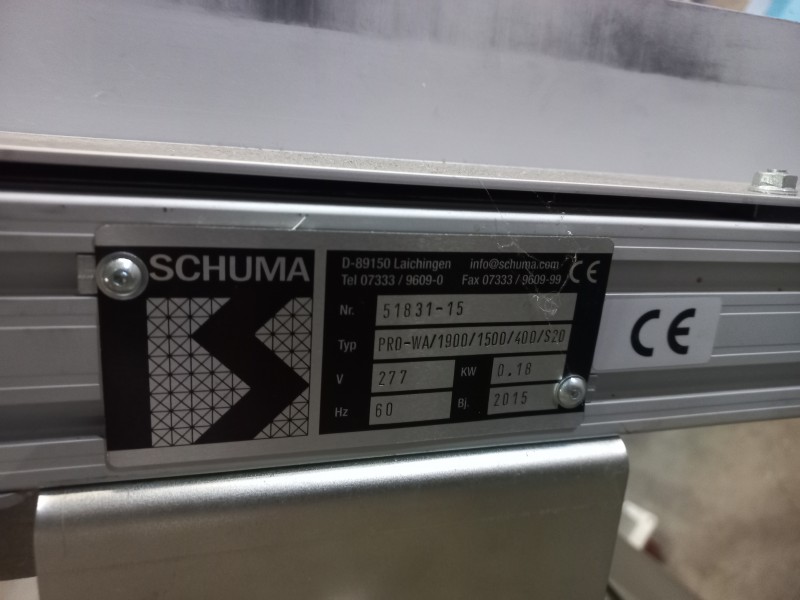 SCHUMA
D-89150 Laichingen info@schuma.com
Tel 07333 / 9609-0 Fax 07333 / 9609-99
CE
Nr. 51831-15
Typ PRO-WA/1900/1500/400/S20
V 277 KW 0.18
Hz 60 Bj. 2015
CE